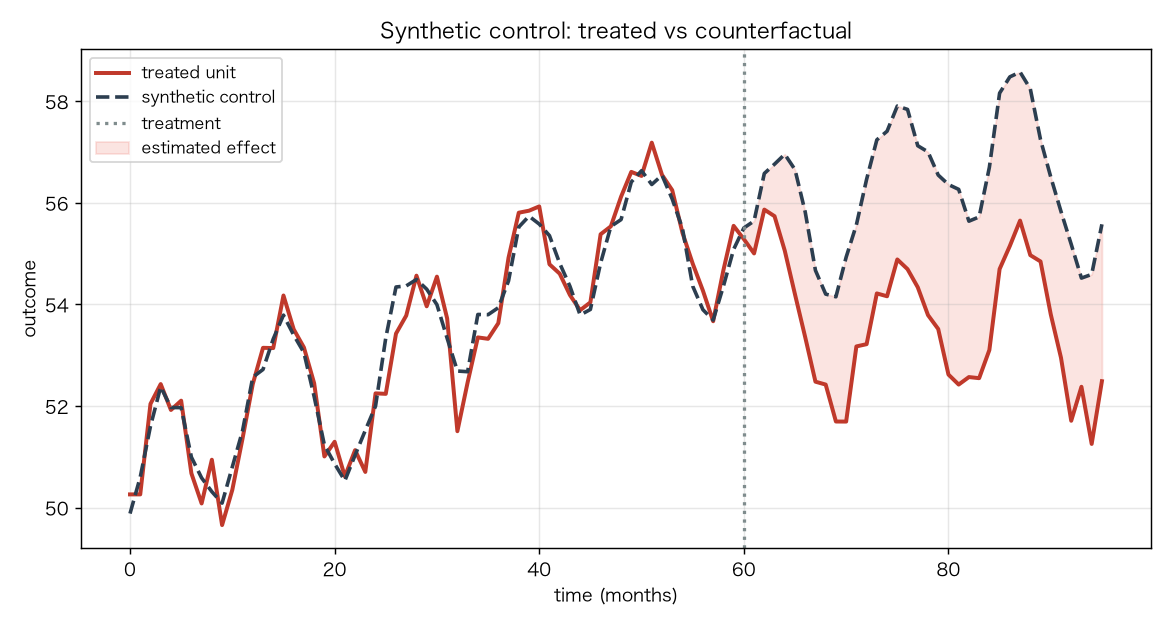 Synthetic control: treated vs counterfactual
treated unit
synthetic control
treatment
estimated effect
58
56
54
52
50
outcome
0 20 40 60 80
time (months)